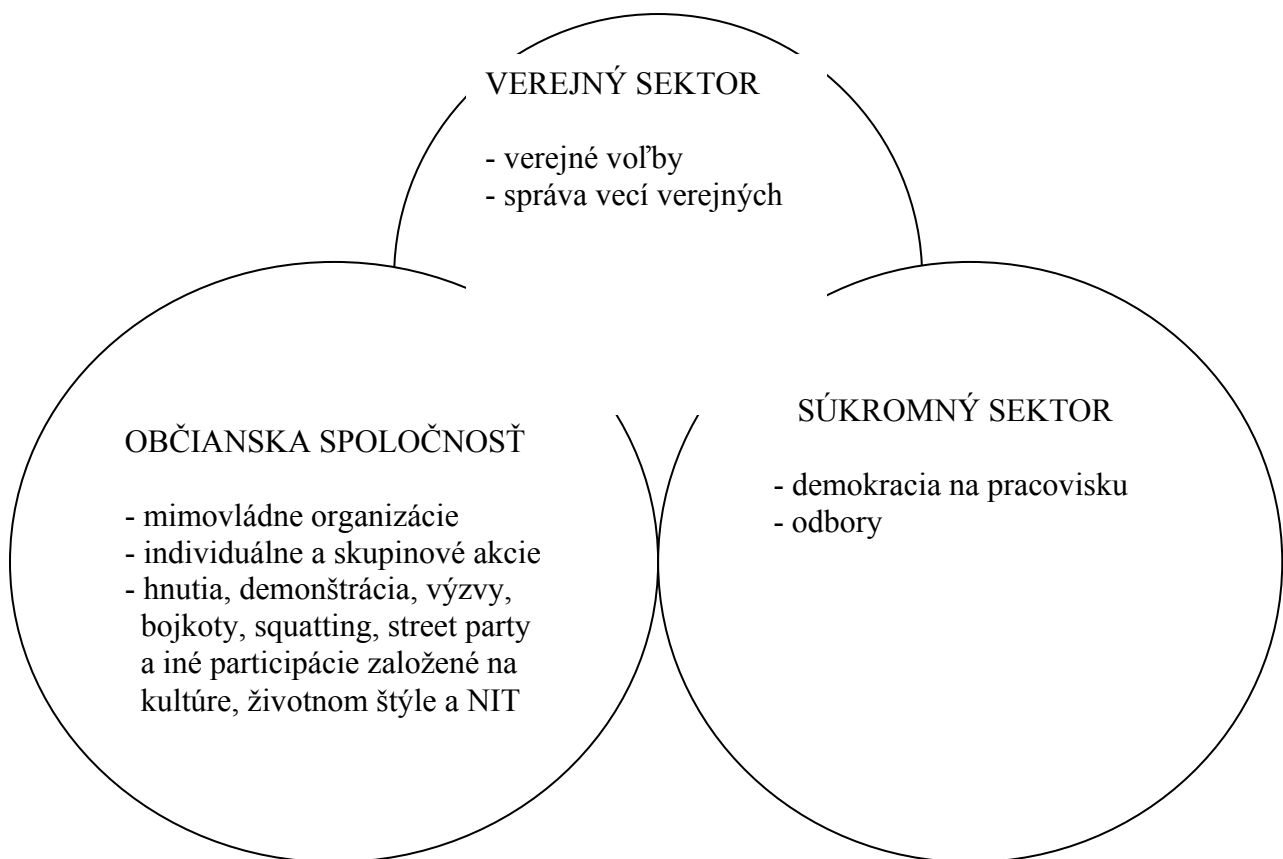 VEREJNÝ SEKTOR
- verejné voľby
- správa vecí verejných
OBČIANSKA SPOLOČNOSŤ
- mimovládne organizácie
- individuálne a skupinové akcie
- hnutia, demonštrácia, výzvy,
bojkoty, squatting, street party
a iné participácie založené na
kultúre, životnom štýle a NIT
SÚKROMNÝ SEKTOR
- demokracia na pracovisku
- odbory